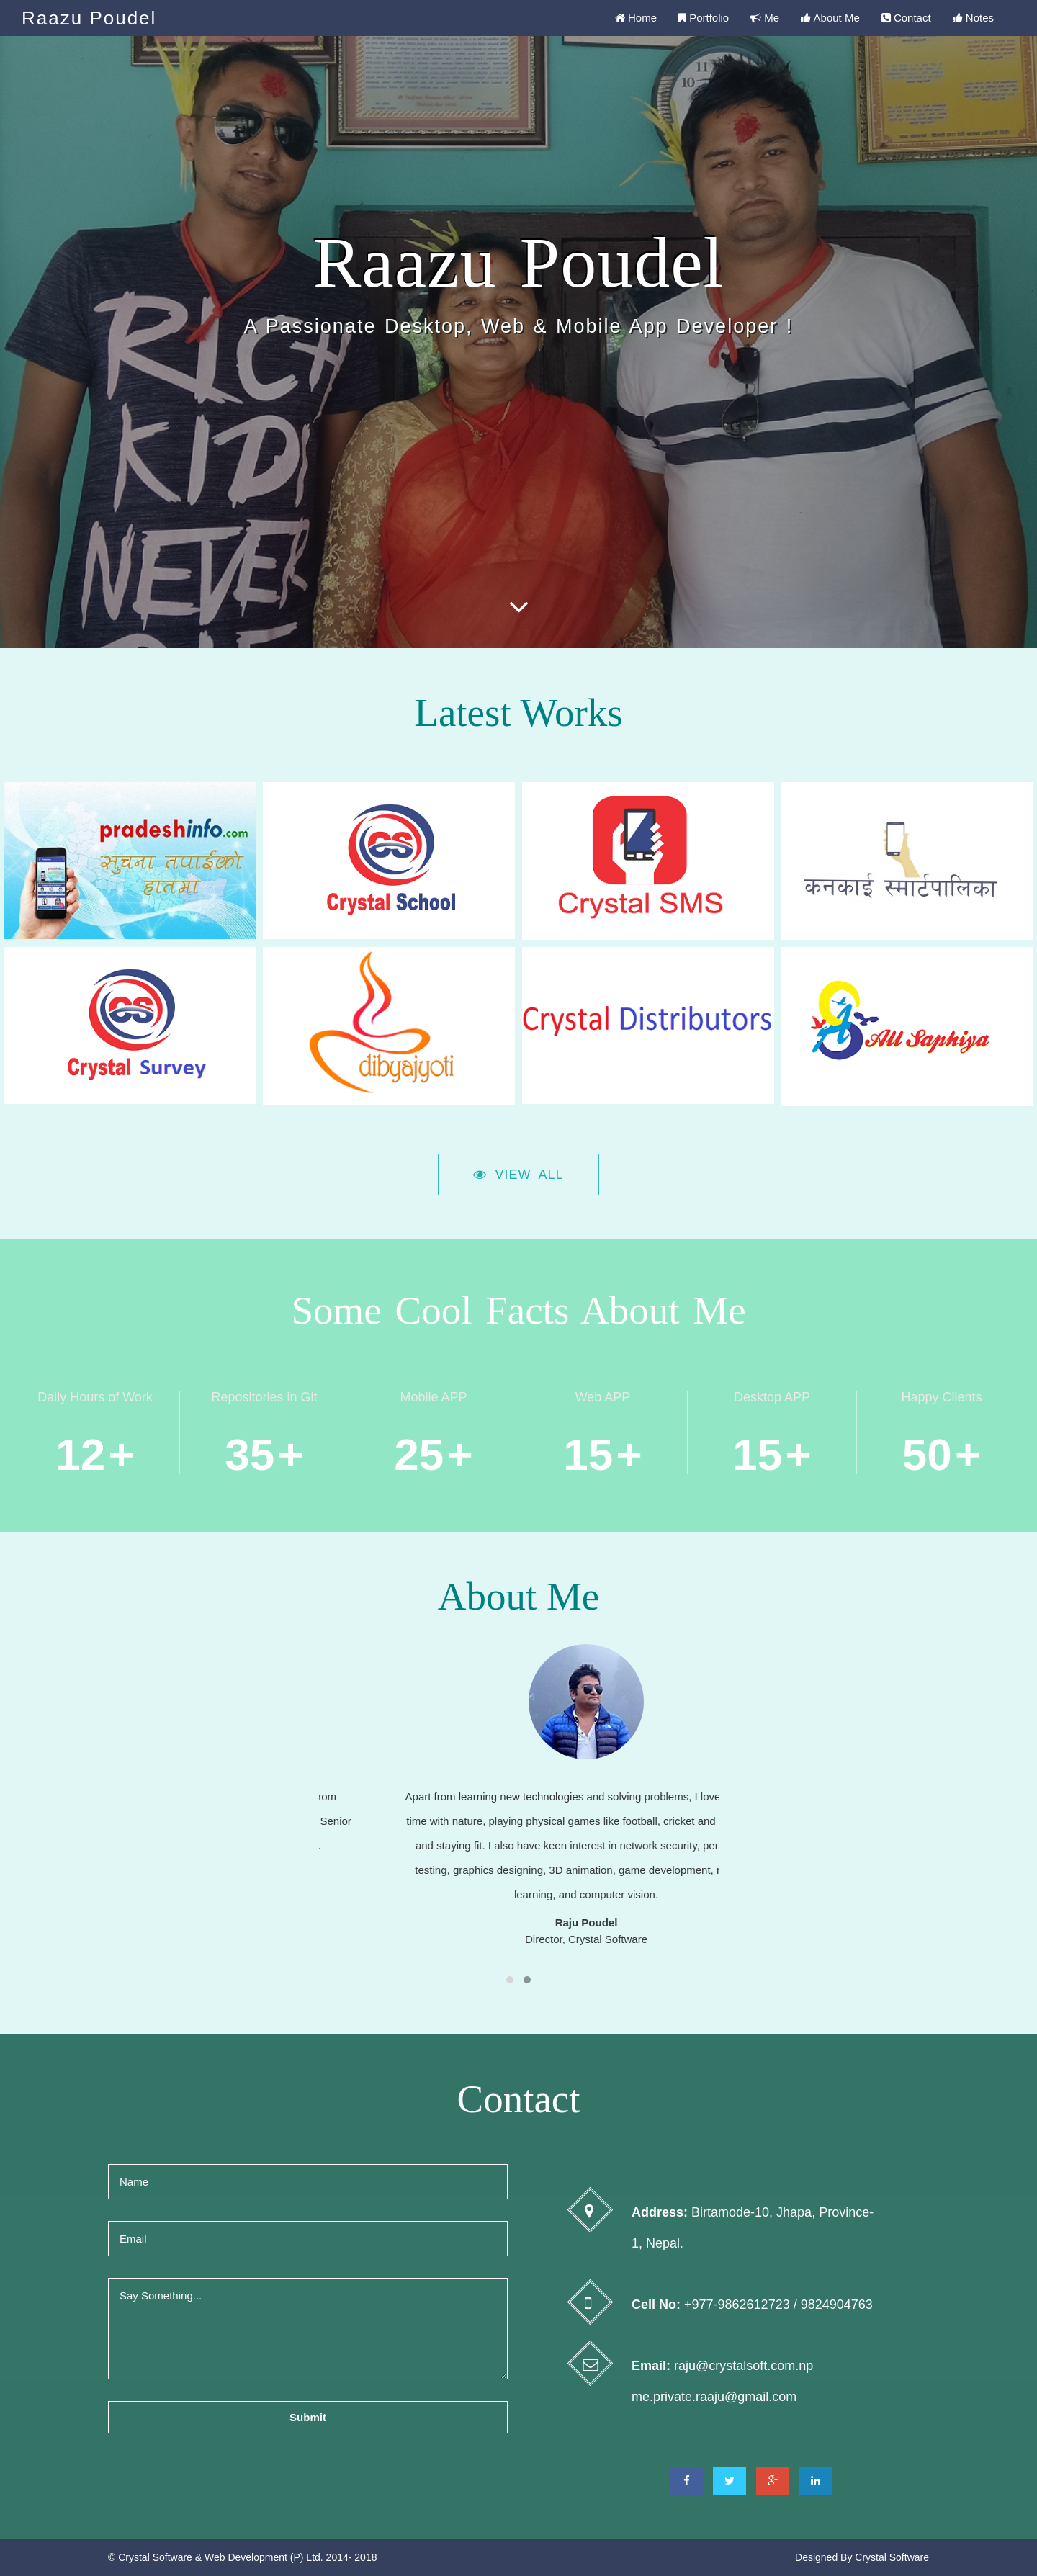 Raazu Poudel
Home Portfolio Me About Me Contact Notes
11
10
RICH
KIDS
NEVER
Raazu Poudel
A Passionate Desktop, Web & Mobile App Developer !
Latest Works
pradeshinfo.com
सुचना तपाईको
हातमा
CS
Crystal School
Crystal SMS
कनकाई स्मार्टपालिका
CS
Crystal Survey
dibyajyoti
Crystal Distributors
All Saphiya
VIEW ALL
Some Cool Facts About Me
Daily Hours of Work
12+
Repositories in Git
35+
Mobile APP
25+
Web APP
15+
Desktop APP
15+
Happy Clients
50+
About Me
rom
Senior
.
Apart from learning new technologies and solving problems, I love
time with nature, playing physical games like football, cricket and
and staying fit. I also have keen interest in network security, per
testing, graphics designing, 3D animation, game development,
learning, and computer vision.
Raju Poudel
Director, Crystal Software
Contact
Name
Email
Say Something...
Submit
Address: Birtamode-10, Jhapa, Province-
1, Nepal.
Cell No: +977-9862612723 / 9824904763
Email: raju@crystalsoft.com.np
me.private.raaju@gmail.com
© Crystal Software & Web Development (P) Ltd. 2014- 2018
Designed By Crystal Software